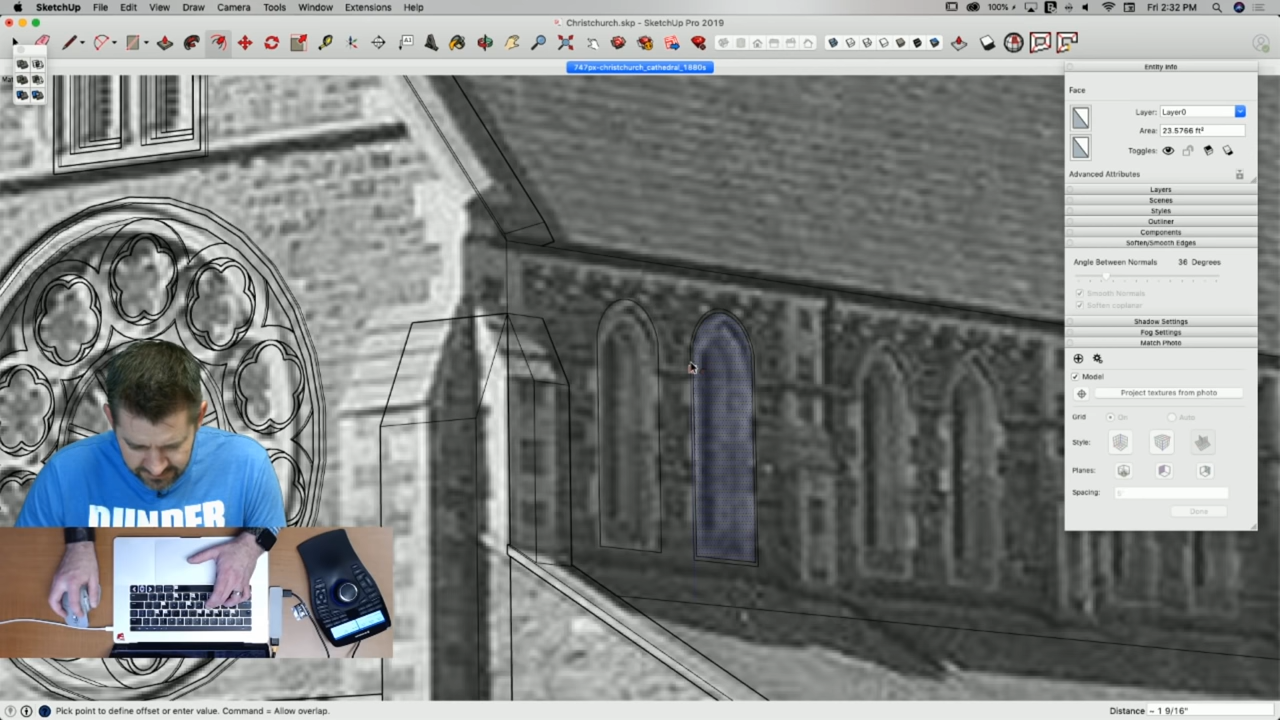 SketchUp File Edit View Draw Camera Tools Window Extensions Help
100% Fri 2:32 PM
Christchurch.skp - SketchUp Pro 2019
747px-christchurch_cathedral_1880s
Entity Info
Face
Layer: Layer0
Area: 23.5766 ft²
Toggles:
Advanced Attributes
Layers
Scenes
Styles
Outliner
Components
Soften/Smooth Edges
Angle Between Normals 36 Degrees
Smooth Normals
Soften coplanar
Shadow Settings
Fog Settings
Match Photo
Model
Project textures from photo
Grid On Auto
Style:
Planes:
Spacing: 5'
Done
DUNDER
Pick point to define offset or enter value. Command = Allow overlap.
Distance ~ 1 9/16"